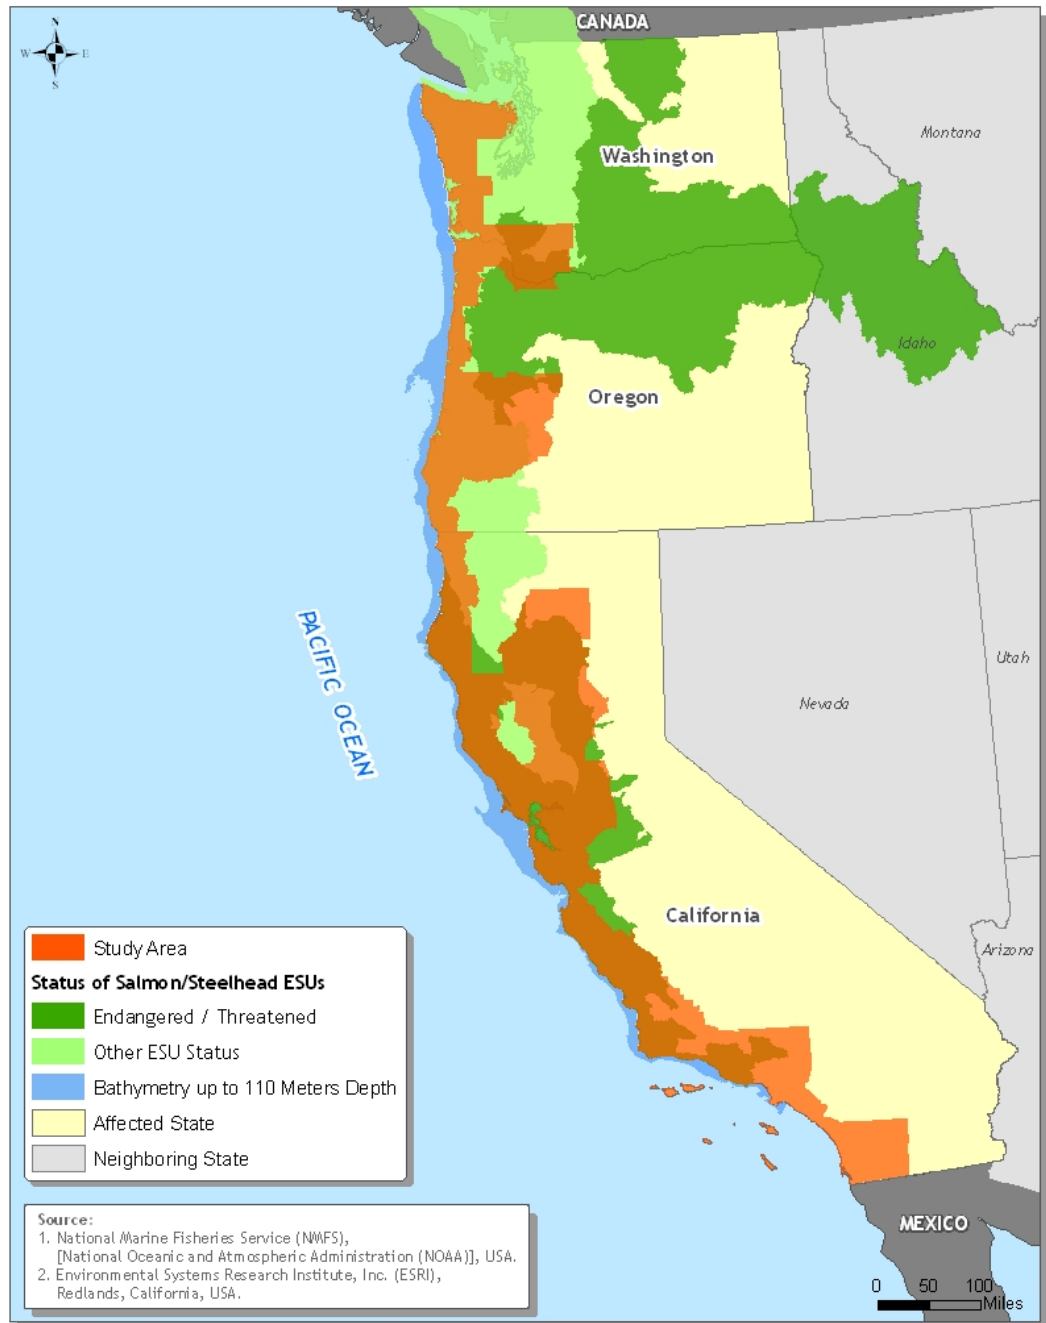 N
W
E
S
CANADA
Washington
Montana
Idaho
Oregon
PACIFIC OCEAN
Utah
Nevada
California
Arizona
Study Area
Status of Salmon/Steelhead ESUs
Endangered / Threatened
Other ESU Status
Bathymetry up to 110 Meters Depth
Affected State
Neighboring State
Source:
1. National Marine Fisheries Service (NMFS),
[National Oceanic and Atmospheric Administration (NOAA)], USA.
2. Environmental Systems Research Institute, Inc. (ESRI),
Redlands, California, USA.
MEXICO
0 50 100
Miles